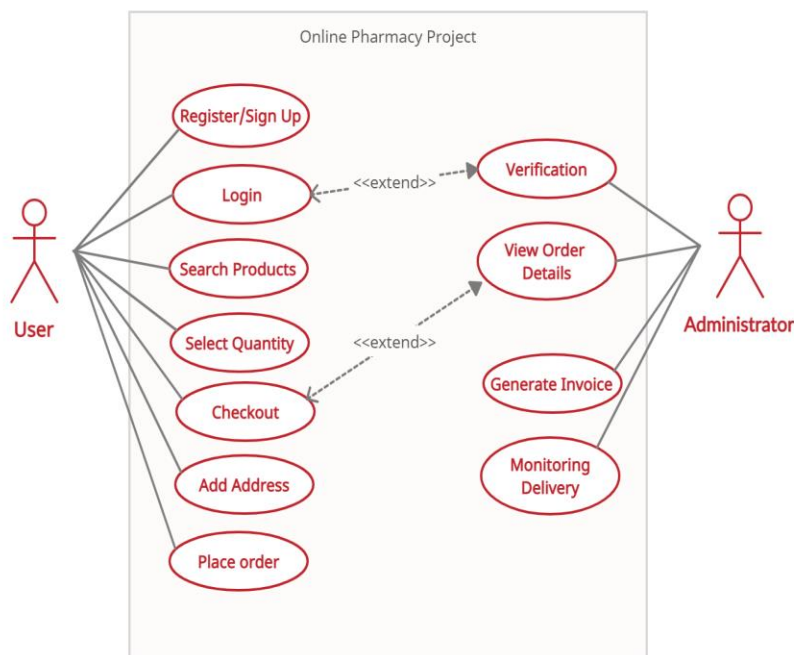 Online Pharmacy Project
Register/Sign Up
Login
Search Products
Select Quantity
Checkout
Add Address
Place order
<<extend>>
<<extend>>
Verification
View Order
Details
Generate Invoice
Monitoring
Delivery
User
Administrator